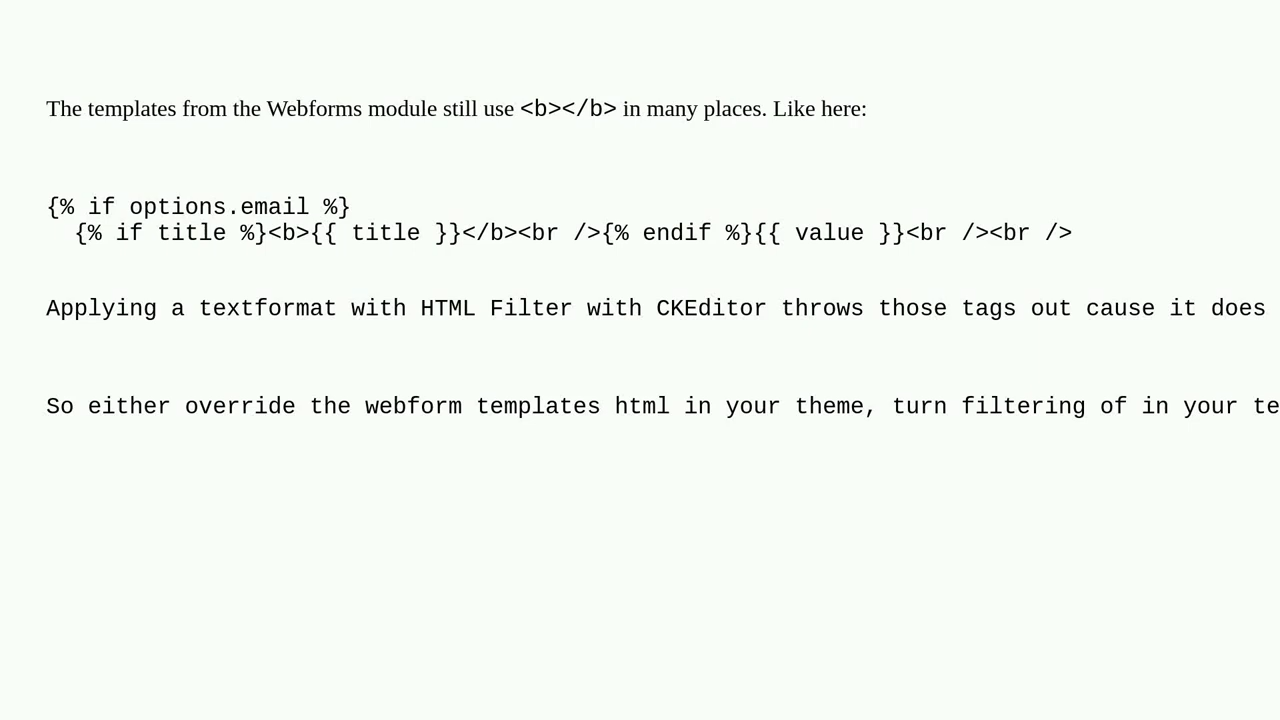 The templates from the Webforms module still use <b></b> in many places. Like here:
{% if options.email %}
{% if title %}<b>{{ title }}</b><br />{% endif %}{{ value }}<br /><br />
Applying a textformat with HTML Filter with CKEditor throws those tags out cause it does
So either override the webform templates html in your theme, turn filtering of in your